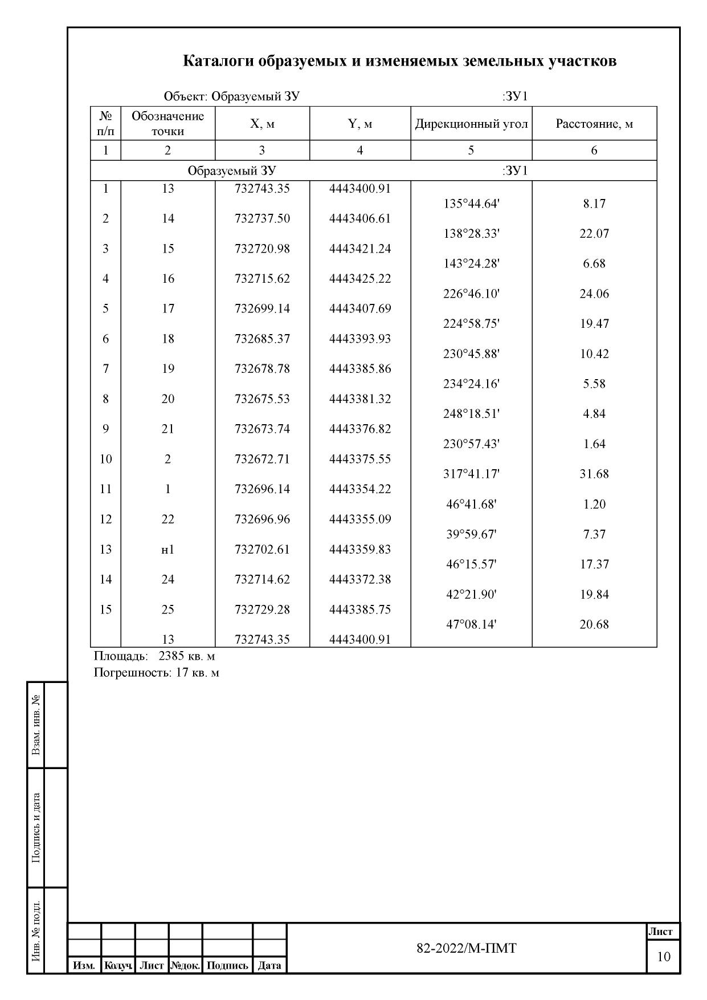 Каталоги образуемых и изменяемых земельных участков
Объект: Образуемый ЗУ :ЗУ1
№ п/п Обозначение точки X, м Y, м Дирекционный угол Расстояние, м
1 2 3 4 5 6
Образуемый ЗУ :ЗУ1
1 13 732743.35 4443400.91
135°44.64' 8.17
2 14 732737.50 4443406.61
138°28.33' 22.07
3 15 732720.98 4443421.24
143°24.28' 6.68
4 16 732715.62 4443425.22
226°46.10' 24.06
5 17 732699.14 4443407.69
224°58.75' 19.47
6 18 732685.37 4443393.93
230°45.88' 10.42
7 19 732678.78 4443385.86
234°24.16' 5.58
8 20 732675.53 4443381.32
248°18.51' 4.84
9 21 732673.74 4443376.82
230°57.43' 1.64
10 2 732672.71 4443375.55
317°41.17' 31.68
11 1 732696.14 4443354.22
46°41.68' 1.20
12 22 732696.96 4443355.09
39°59.67' 7.37
13 н1 732702.61 4443359.83
46°15.57' 17.37
14 24 732714.62 4443372.38
42°21.90' 19.84
15 25 732729.28 4443385.75
47°08.14' 20.68
13 732743.35 4443400.91
Площадь: 2385 кв. м
Погрешность: 17 кв. м
Взам. инв. №
Подпись и дата
Инв. № подл.
Изм. Колуч. Лист №док. Подпись Дата
82-2022/М-ПМТ
Лист
10